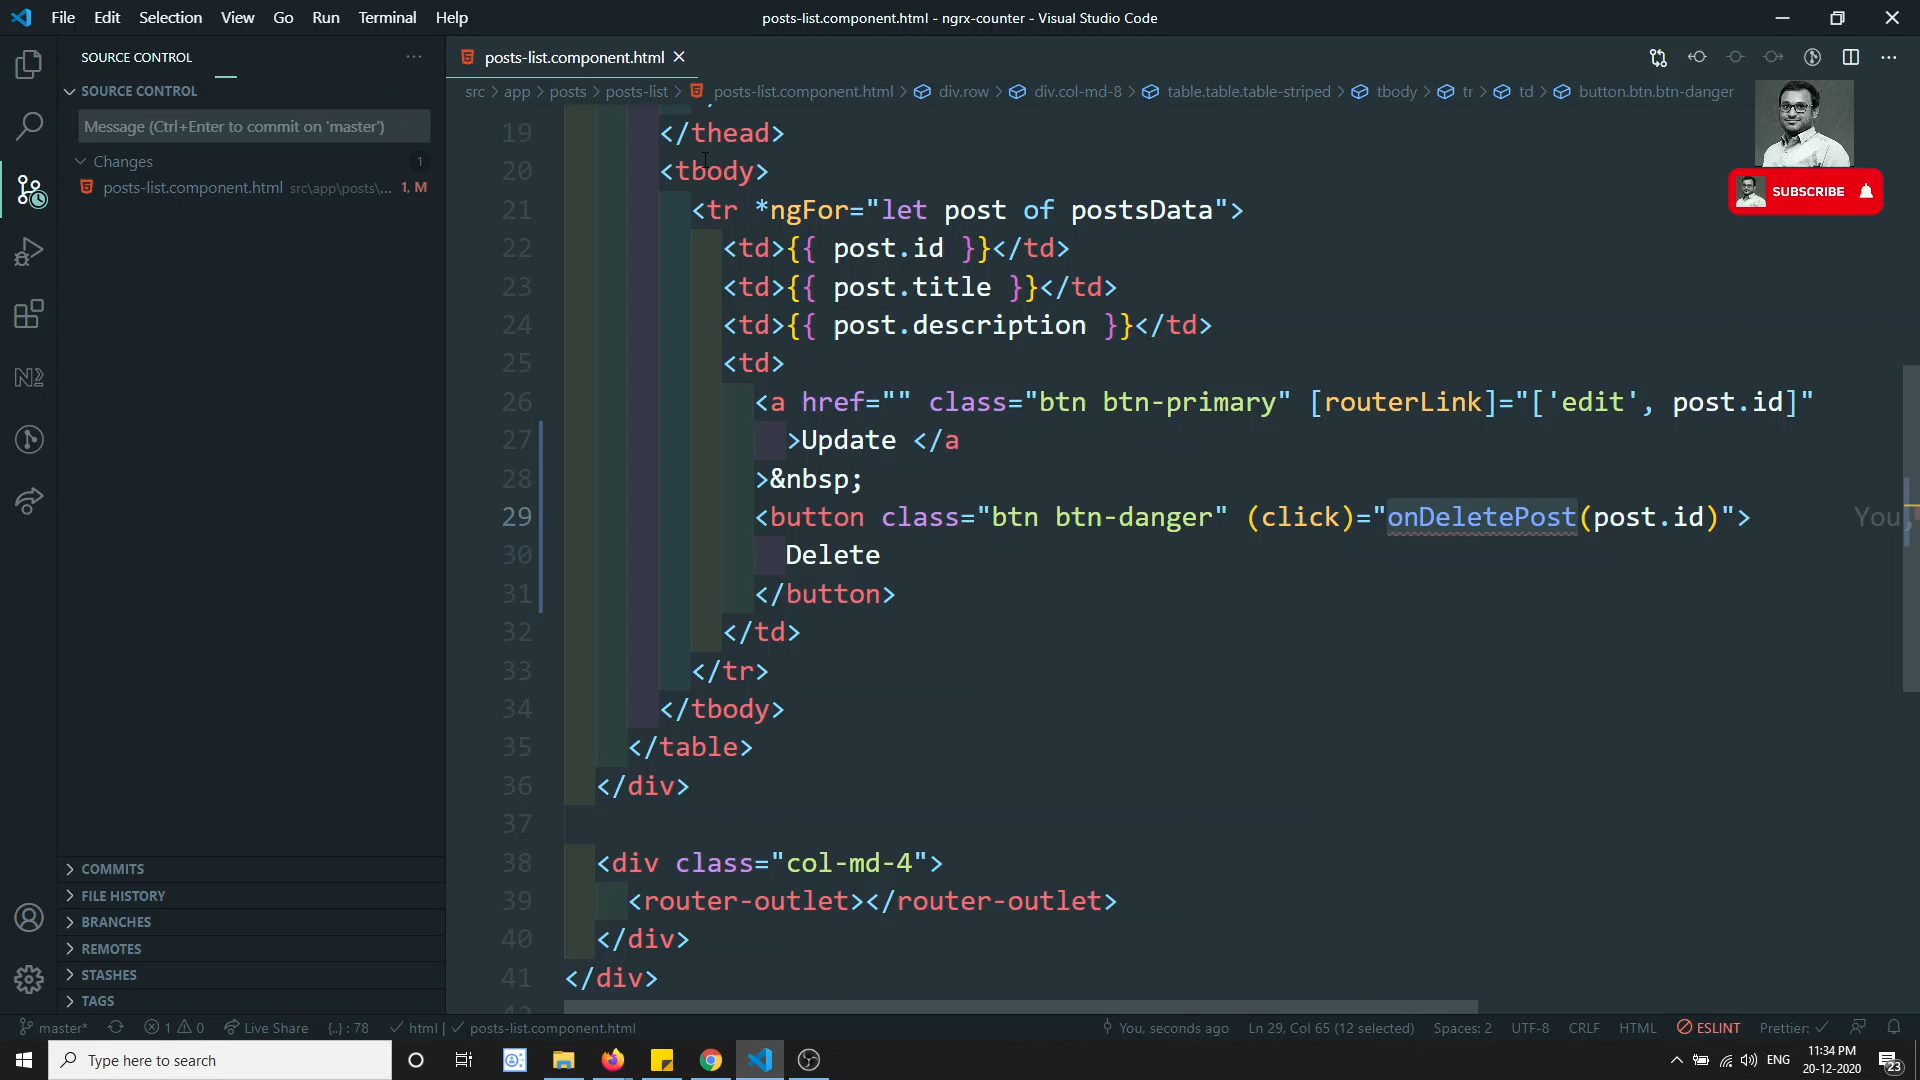 File Edit Selection View Go Run Terminal Help
posts-list.component.html - ngrx-counter - Visual Studio Code
SOURCE CONTROL
posts-list.component.html
SOURCE CONTROL
src > app > posts > posts-list > posts-list.component.html > div.row > div.col-md-8 > table.table.table-striped > tbody > tr > td > button.btn.btn-danger
Message (Ctrl+Enter to commit on 'master')
Changes 1
posts-list.component.html src\app\posts\... 1, M
SUBSCRIBE
19 </thead>
20 <tbody>
21 <tr *ngFor="let post of postsData">
22 <td>{{ post.id }}</td>
23 <td>{{ post.title }}</td>
24 <td>{{ post.description }}</td>
25 <td>
26 <a href="" class="btn btn-primary" [routerLink]="['edit', post.id]"
27 >Update </a
28 >&nbsp;
29 <button class="btn btn-danger" (click)="onDeletePost(post.id)"> You,
30 Delete
31 </button>
32 </td>
33 </tr>
34 </tbody>
35 </table>
36 </div>
37
38 <div class="col-md-4">
39 <router-outlet></router-outlet>
40 </div>
41 </div>
COMMITS
FILE HISTORY
BRANCHES
REMOTES
STASHES
TAGS
master* 1 0 Live Share {..} : 78 html | posts-list.component.html You, seconds ago Ln 29, Col 65 (12 selected) Spaces: 2 UTF-8 CRLF HTML ESLINT Prettier:
Type here to search
ENG
11:34 PM
20-12-2020
23